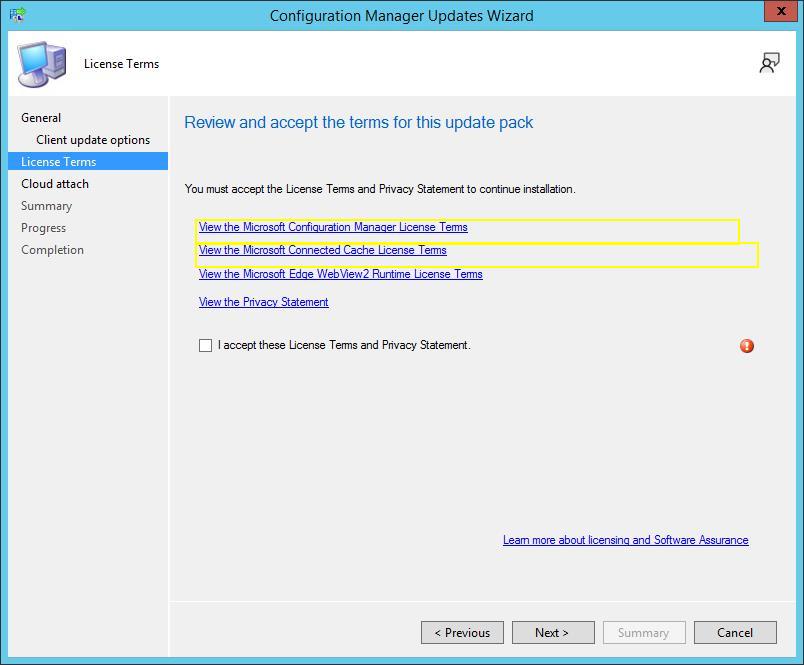 Configuration Manager Updates Wizard
x
License Terms
General
Client update options
License Terms
Cloud attach
Summary
Progress
Completion
Review and accept the terms for this update pack
You must accept the License Terms and Privacy Statement to continue installation.
View the Microsoft Configuration Manager License Terms
View the Microsoft Connected Cache License Terms
View the Microsoft Edge WebView2 Runtime License Terms
View the Privacy Statement
I accept these License Terms and Privacy Statement.
Learn more about licensing and Software Assurance
< Previous
Next >
Summary
Cancel